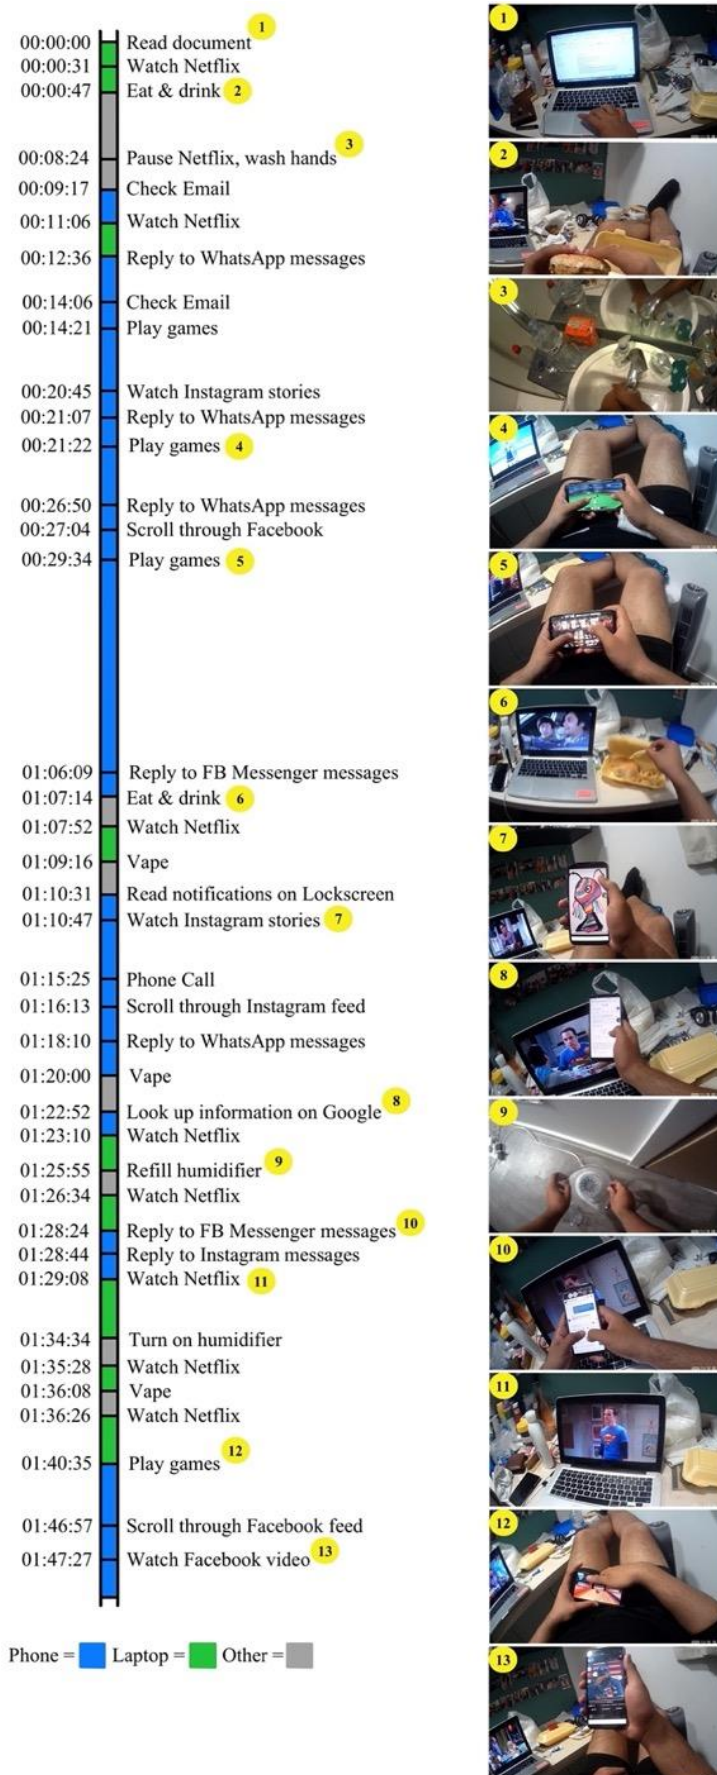 1
00:00:00 Read document
00:00:31 Watch Netflix
00:00:47 Eat & drink 2
3
00:08:24 Pause Netflix, wash hands
00:09:17 Check Email
00:11:06 Watch Netflix
00:12:36 Reply to WhatsApp messages
00:14:06 Check Email
00:14:21 Play games
00:20:45 Watch Instagram stories
00:21:07 Reply to WhatsApp messages
00:21:22 Play games 4
00:26:50 Reply to WhatsApp messages
00:27:04 Scroll through Facebook
00:29:34 Play games 5
01:06:09 Reply to FB Messenger messages
01:07:14 Eat & drink 6
01:07:52 Watch Netflix
01:09:16 Vape
01:10:31 Read notifications on Lockscreen
01:10:47 Watch Instagram stories 7
01:15:25 Phone Call
01:16:13 Scroll through Instagram feed
01:18:10 Reply to WhatsApp messages
01:20:00 Vape
8
01:22:52 Look up information on Google
01:23:10 Watch Netflix
9
01:25:55 Refill humidifier
01:26:34 Watch Netflix
01:28:24 Reply to FB Messenger messages 10
01:28:44 Reply to Instagram messages
01:29:08 Watch Netflix 11
01:34:34 Turn on humidifier
01:35:28 Watch Netflix
01:36:08 Vape
01:36:26 Watch Netflix
12
01:40:35 Play games
01:46:57 Scroll through Facebook feed
01:47:27 Watch Facebook video 13
Phone = Laptop = Other =
1
2
3
4
5
6
7
8
9
10
11
12
13